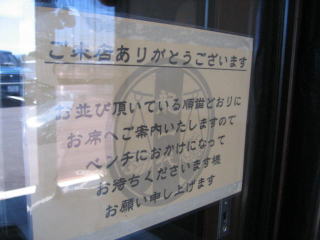 ご来店ありがとうございます
お並び頂いている順番どおりに
お席へご案内いたしますので
ベンチにおかけになって
お待ちくださいます様
お願い申し上げます